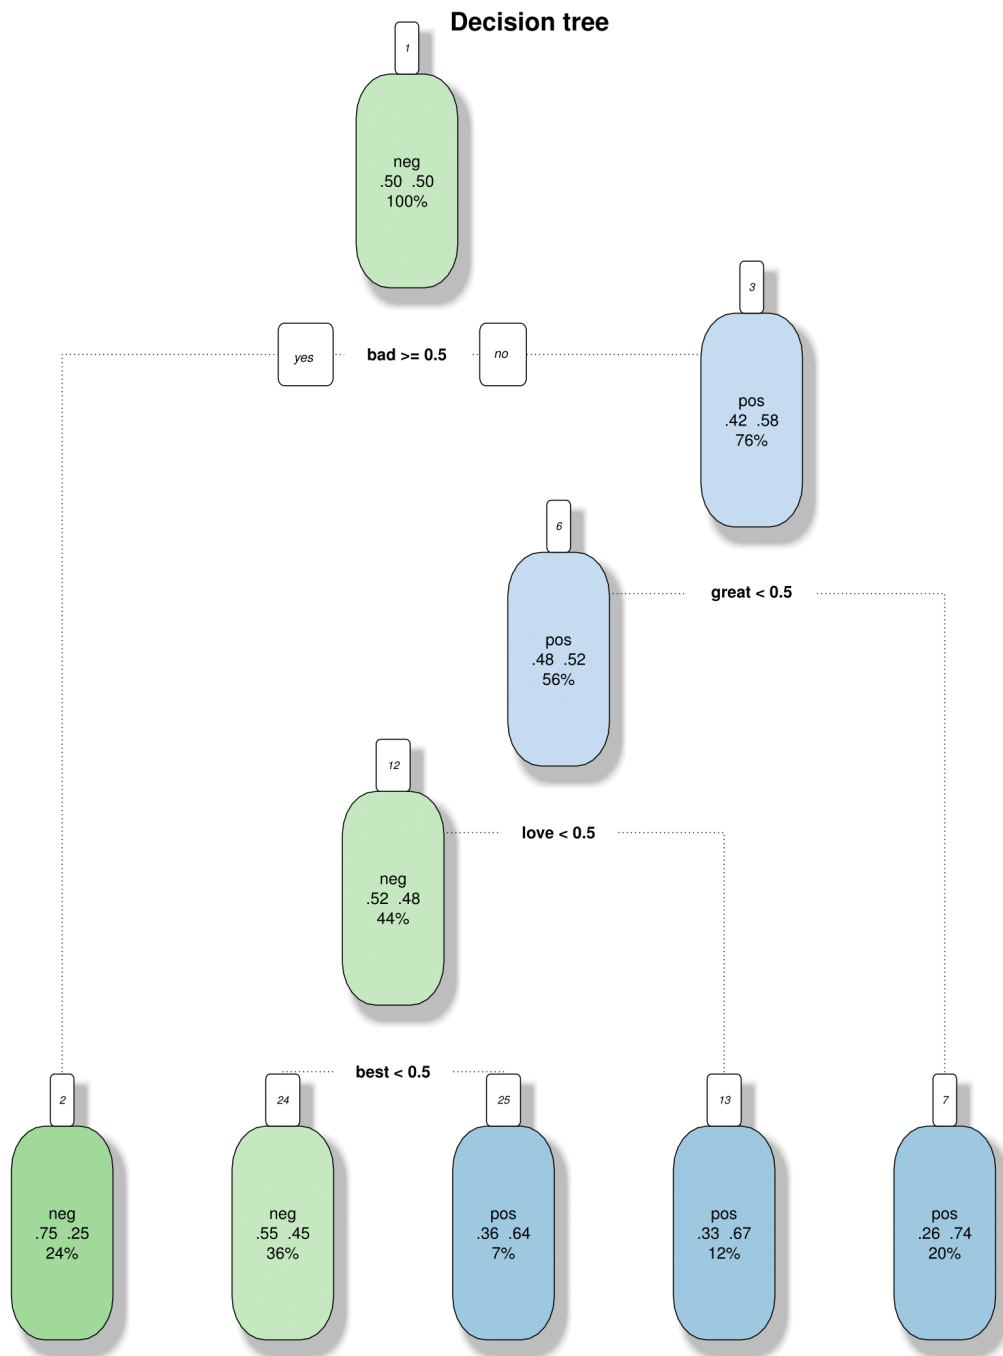 Decision tree
1
neg
.50 .50
100%
3
yes
bad >= 0.5
no
pos
.42 .58
76%
6
great < 0.5
pos
.48 .52
56%
12
love < 0.5
neg
.52 .48
44%
best < 0.5
2
24
25
13
7
neg
.75 .25
24%
neg
.55 .45
36%
pos
.36 .64
7%
pos
.33 .67
12%
pos
.26 .74
20%